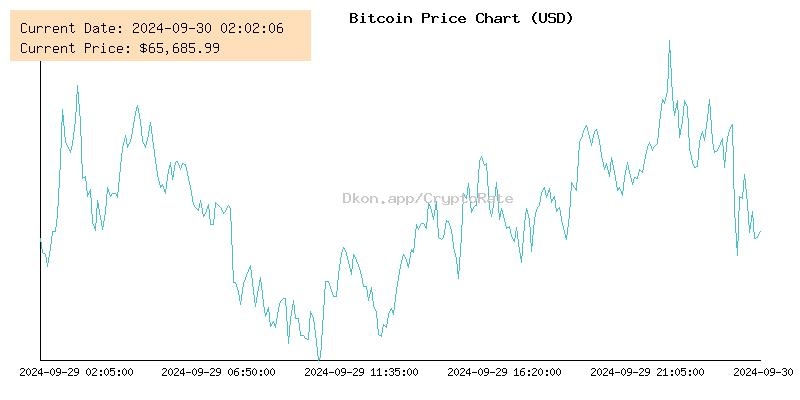 Bitcoin Price Chart (USD)
Current Date: 2024-09-30 02:02:06
Current Price: $65,685.99
Dkon.app/CryptoRate
2024-09-29 02:05:00 2024-09-29 06:50:00 2024-09-29 11:35:00 2024-09-29 16:20:00 2024-09-29 21:05:00 2024-09-30